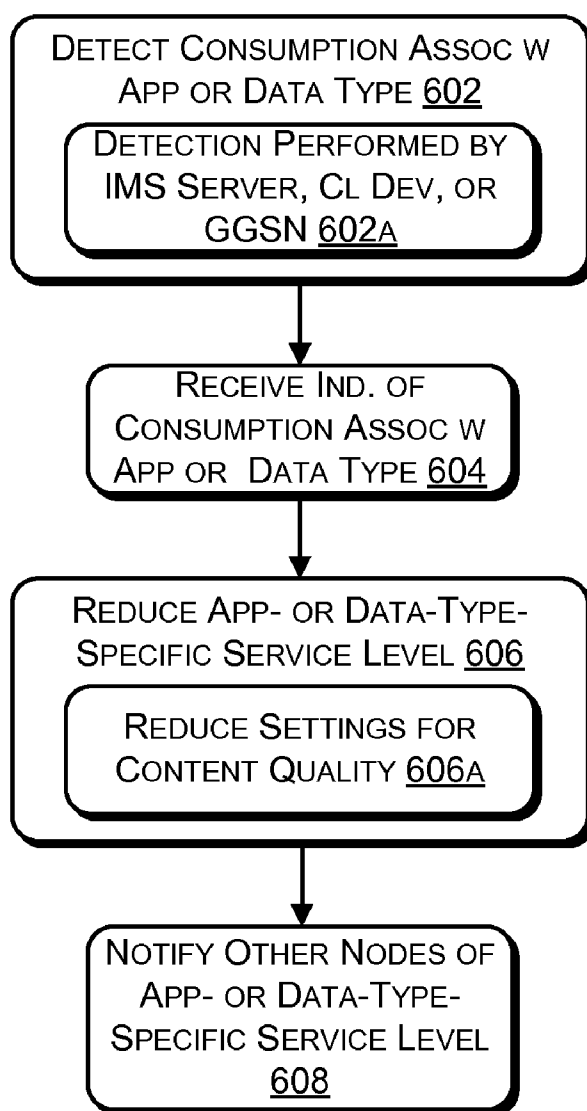 DETECT CONSUMPTION ASSOC W
APP OR DATA TYPE 602
DETECTION PERFORMED BY
IMS SERVER, CL DEV, OR
GGSN 602A
RECEIVE IND. OF
CONSUMPTION ASSOC W
APP OR DATA TYPE 604
REDUCE APP- OR DATA-TYPE-
SPECIFIC SERVICE LEVEL 606
REDUCE SETTINGS FOR
CONTENT QUALITY 606A
NOTIFY OTHER NODES OF
APP- OR DATA-TYPE-
SPECIFIC SERVICE LEVEL
608